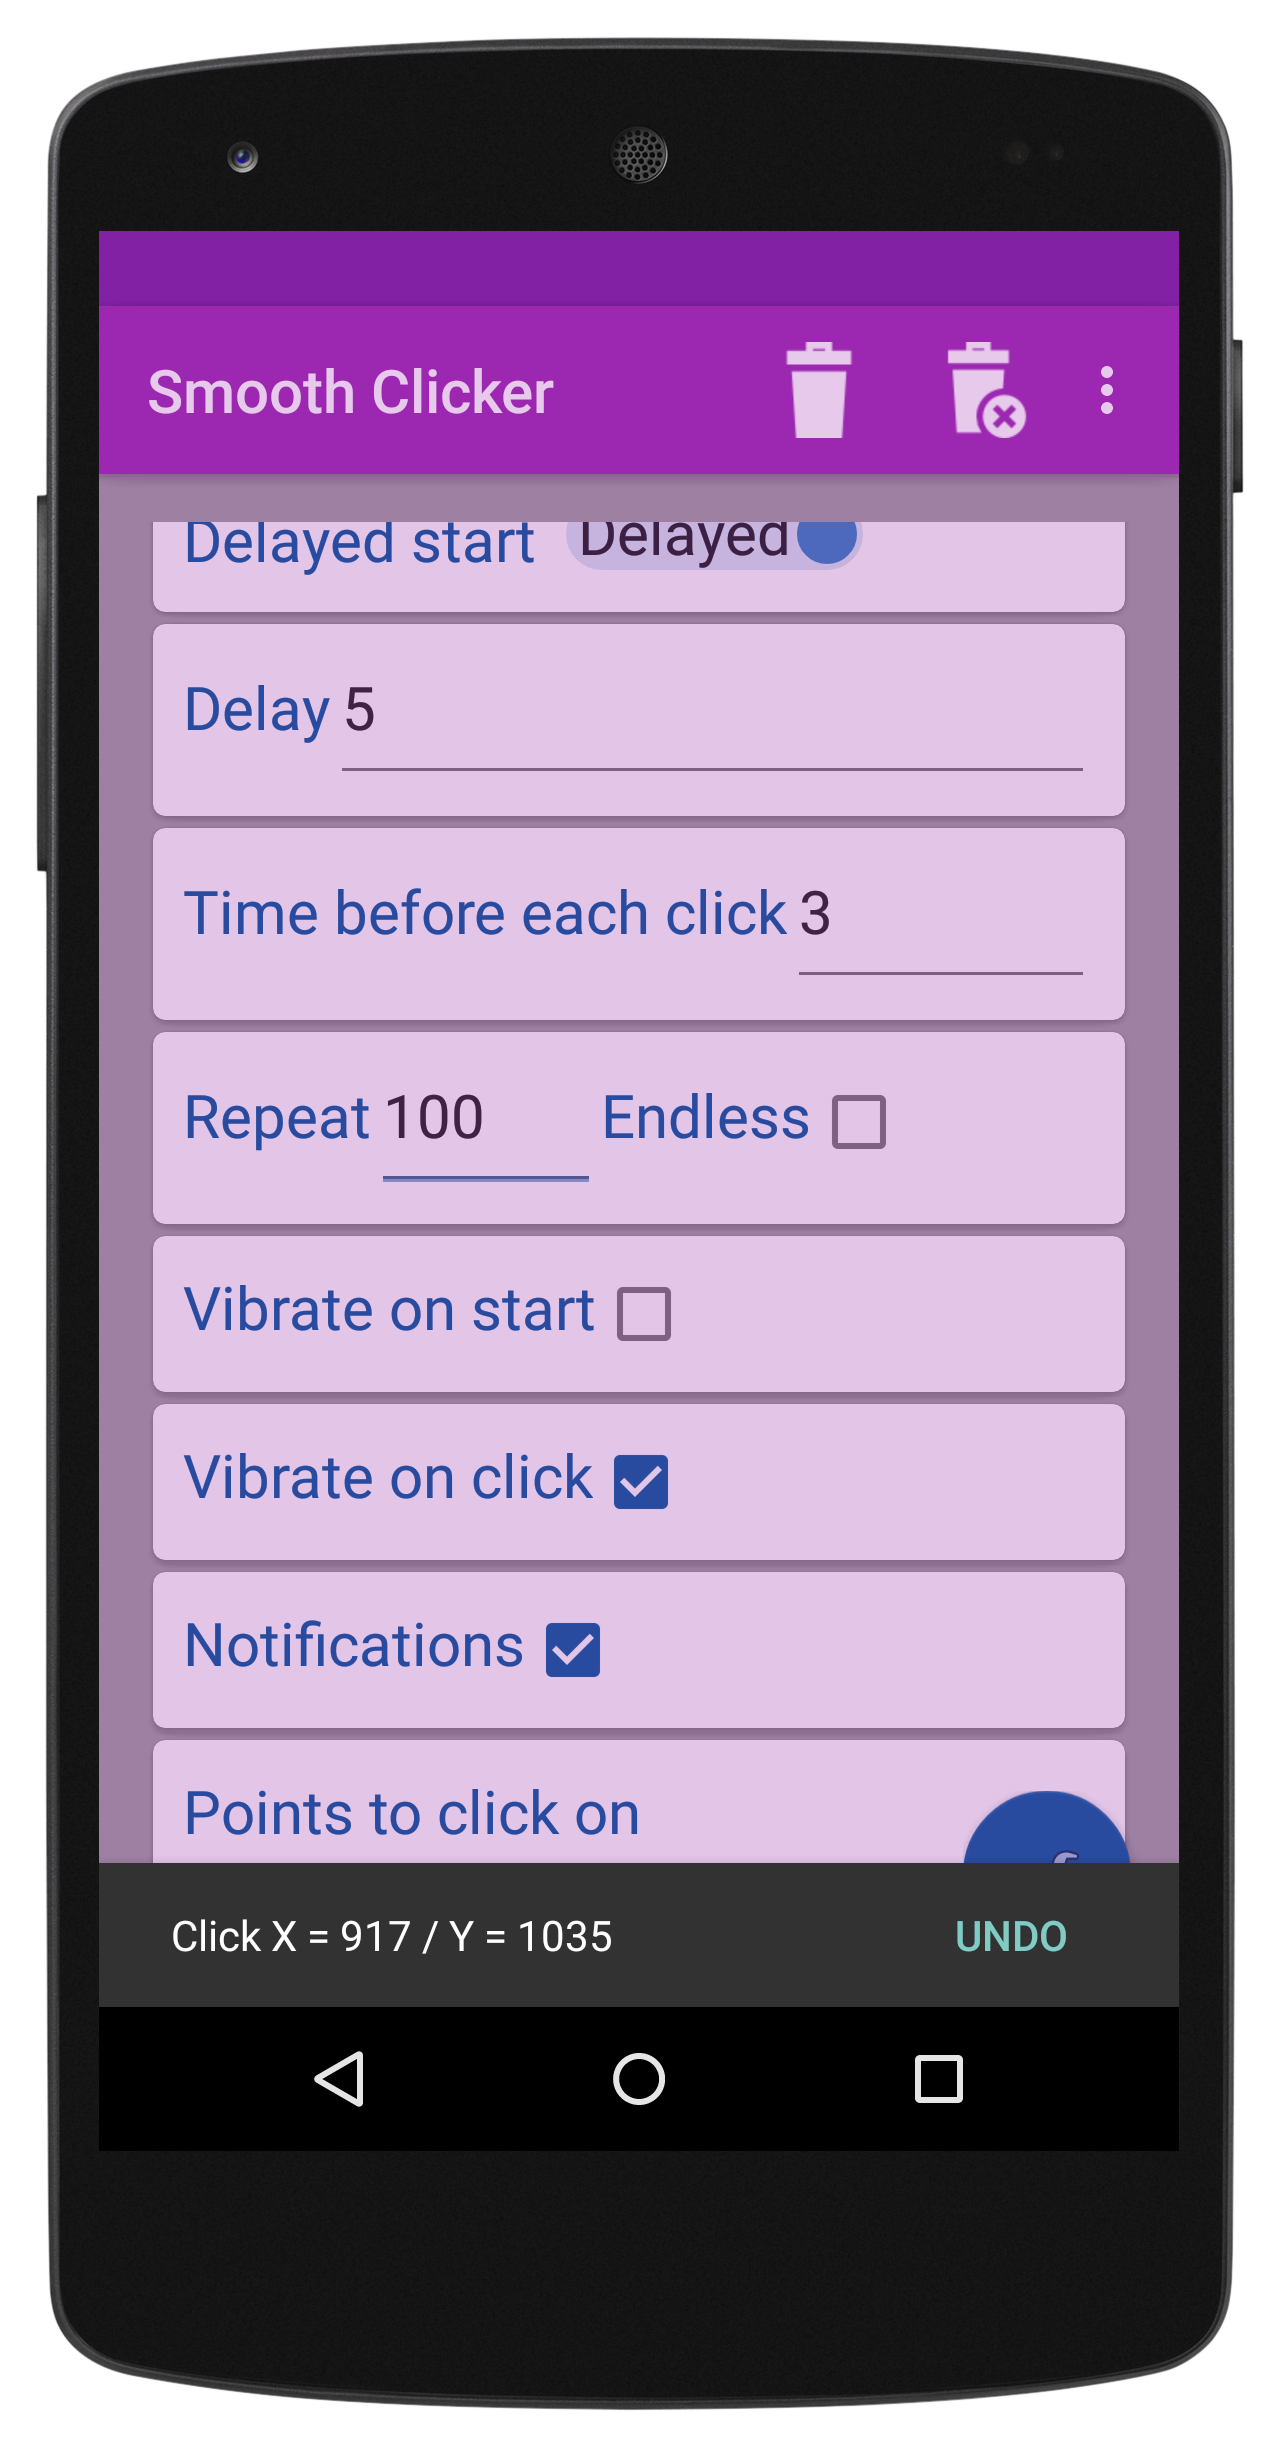 Smooth Clicker
Delayed start Delayed
Delay 5
Time before each click 3
Repeat 100 Endless
Vibrate on start
Vibrate on click
Notifications
Points to click on
Click X = 917 / Y = 1035 UNDO